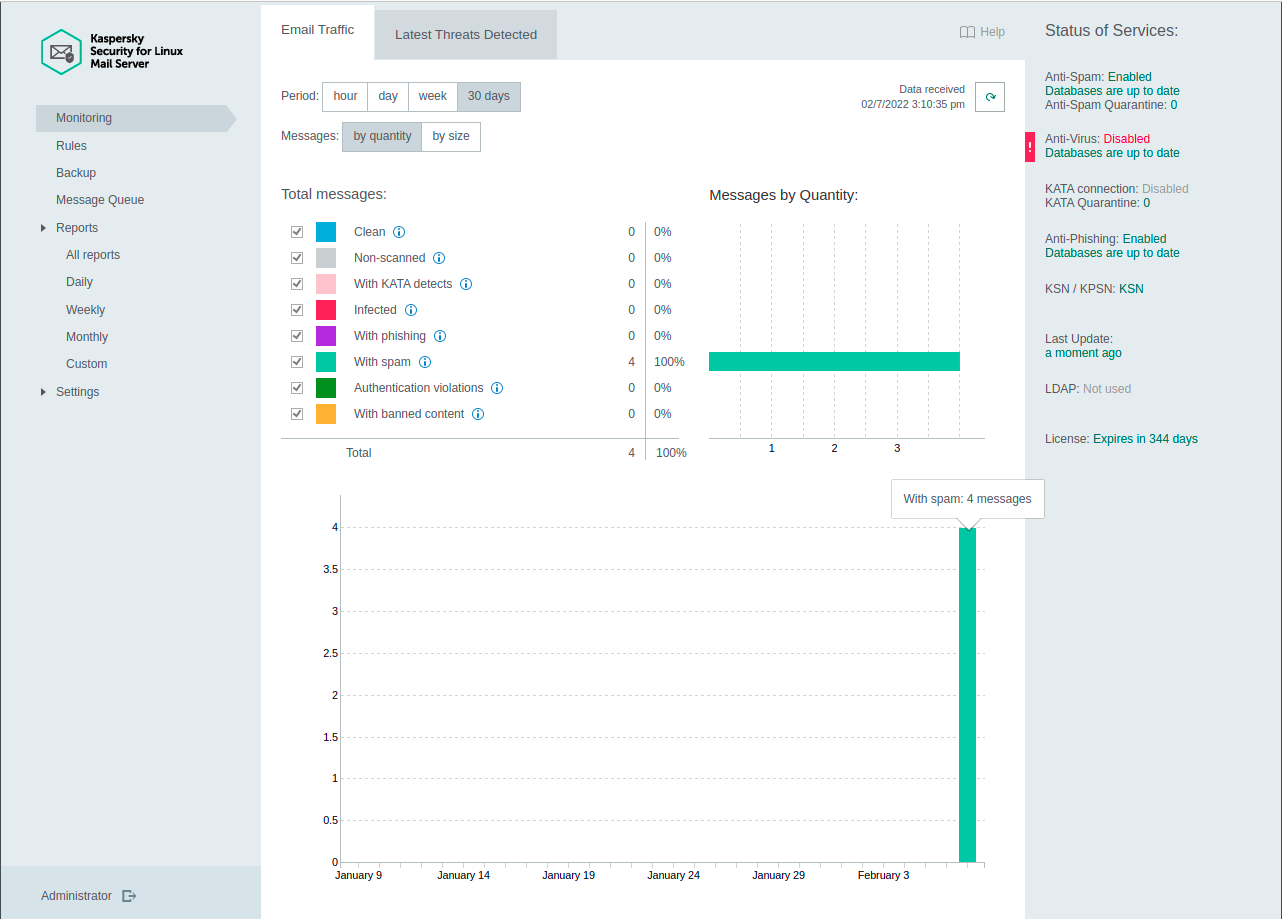 Kaspersky
Security for Linux
Mail Server
Monitoring
Rules
Backup
Message Queue
Reports
All reports
Daily
Weekly
Monthly
Custom
Settings
Administrator
Email Traffic
Latest Threats Detected
Help
Period: hour day week 30 days
Data received
02/7/2022 3:10:35 pm
Messages: by quantity by size
Total messages:
Clean 0 0%
Non-scanned 0 0%
With KATA detects 0 0%
Infected 0 0%
With phishing 0 0%
With spam 4 100%
Authentication violations 0 0%
With banned content 0 0%
Total 4 100%
Messages by Quantity:
1 2 3
With spam: 4 messages
4
3.5
3
2.5
2
1.5
1
0.5
0
January 9 January 14 January 19 January 24 January 29 February 3
Status of Services:
Anti-Spam: Enabled
Databases are up to date
Anti-Spam Quarantine: 0
!
Anti-Virus: Disabled
Databases are up to date
KATA connection: Disabled
KATA Quarantine: 0
Anti-Phishing: Enabled
Databases are up to date
KSN / KPSN: KSN
Last Update:
a moment ago
LDAP: Not used
License: Expires in 344 days